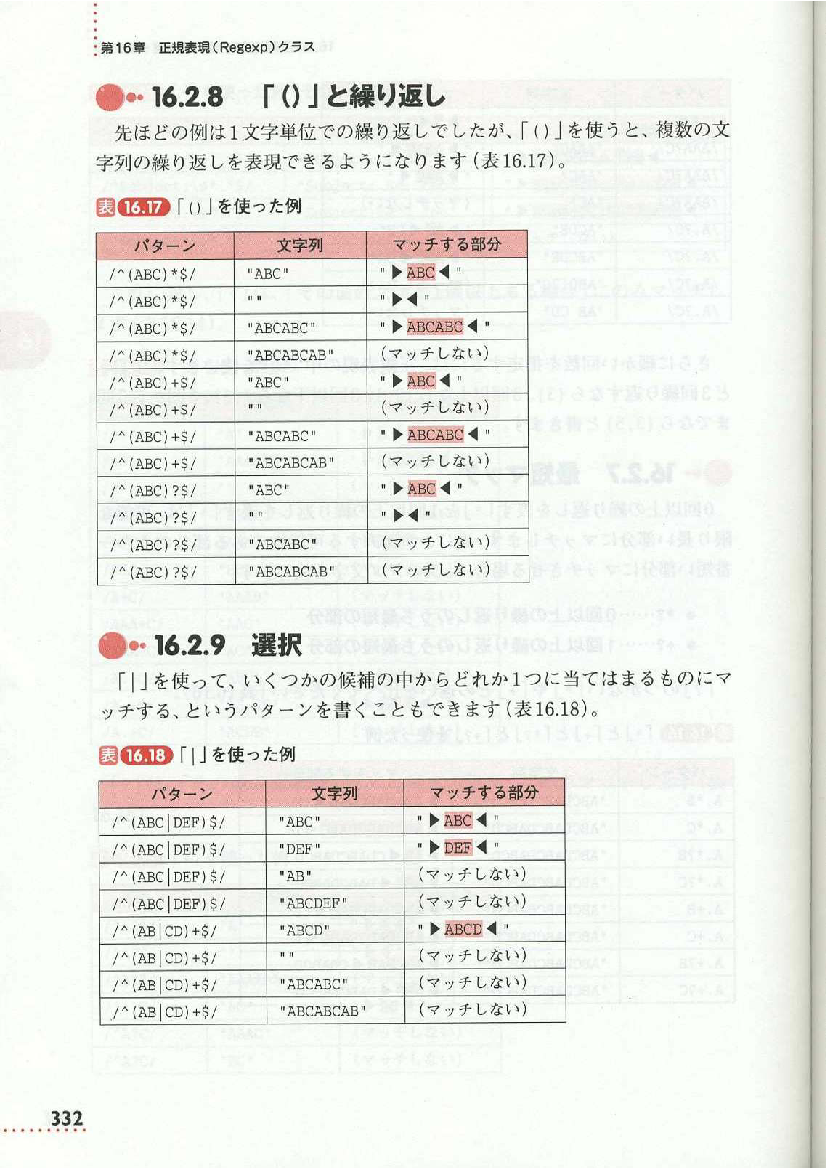 第16章 正規表現(Regexp)クラス
16.2.8 「()」と繰り返し
先ほどの例は1文字単位での繰り返しでしたが、「()」を使うと、複数の文
字列の繰り返しを表現できるようになります(表16.17)。
表16.17 「()」を使った例
パターン 文字列 マッチする部分
/^(ABC)*$/ "ABC" "▶ABC◀"
/^(ABC)*$/ "" "▶◀"
/^(ABC)*$/ "ABCABC" "▶ABCABC◀"
/^(ABC)*$/ "ABCABCAB" (マッチしない)
/^(ABC)+$/ "ABC" "▶ABC◀"
/^(ABC)+$/ "" (マッチしない)
/^(ABC)+$/ "ABCABC" "▶ABCABC◀"
/^(ABC)+$/ "ABCABCAB" (マッチしない)
/^(ABC)?$/ "ABC" "▶ABC◀"
/^(ABC)?$/ "" "▶◀"
/^(ABC)?$/ "ABCABC" (マッチしない)
/^(ABC)?$/ "ABCABCAB" (マッチしない)
16.2.9 選択
「|」を使って、いくつかの候補の中からどれか1つに当てはまるものにマ
ッチする、というパターンを書くこともできます(表16.18)。
表16.18 「|」を使った例
パターン 文字列 マッチする部分
/^(ABC|DEF)$/ "ABC" "▶ABC◀"
/^(ABC|DEF)$/ "DEF" "▶DEF◀"
/^(ABC|DEF)$/ "AB" (マッチしない)
/^(ABC|DEF)$/ "ABCDEF" (マッチしない)
/^(AB|CD)+$/ "ABCD" "▶ABCD◀"
/^(AB|CD)+$/ "" (マッチしない)
/^(AB|CD)+$/ "ABCABC" (マッチしない)
/^(AB|CD)+$/ "ABCABCAB" (マッチしない)
332